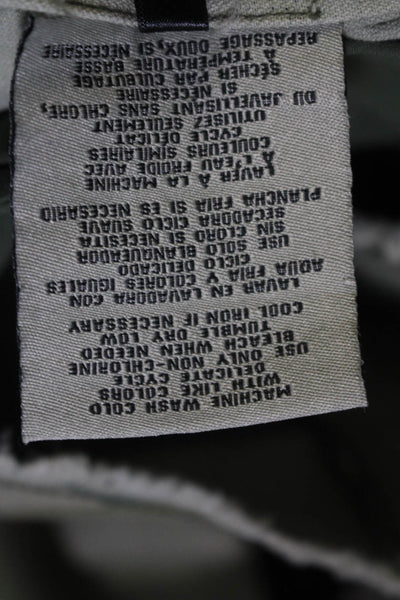 MACHINE WASH COLD
WITH LIKE COLORS
DELICATE CYCLE
USE ONLY NON-CHLORINE
BLEACH WHEN NEEDED
TUMBLE DRY LOW
COOL IRON IF NECESSARY
LAVAR EN LAVADORA CON
AQUA FRIA Y COLORES IGUALES
CICLO DELICADO
USE SOLO BLANQUEADOR
SIN CLORO SI NECESITA
SECADORA CICLO SUAVE
PLANCHA FRIA SI ES NECESARIO
LAVER A LA MACHINE
À L'EAU FROIDE AVEC
COULEURS SIMILAIRES
CYCLE DELICAT
UTILISEZ SEULEMENT
DU JAVELLISANT SANS CHLORE,
SI NECESSAIRE
SÉCHER PAR CULBUTAGE
À TEMPERATURE BASSE
REPASSAGE DOUX, SI NECESSAIRE